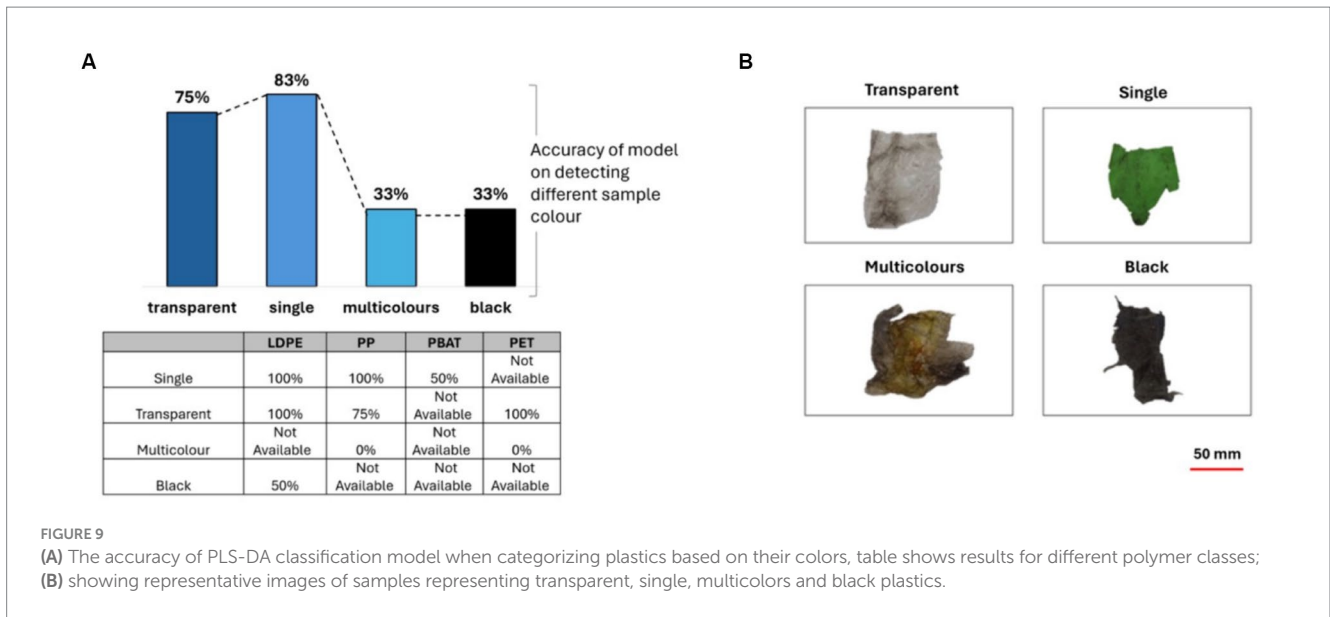 A
75%
83%
33%
33%
Accuracy of model
on detecting
different sample
colour
transparent single multicolours black
LDPE PP PBAT PET
Single 100% 100% 50% Not Available
Transparent 100% 75% Not Available 100%
Multicolour Not Available 0% Not Available 0%
Black 50% Not Available Not Available Not Available
B
Transparent Single
Multicolours Black
50 mm
FIGURE 9
(A) The accuracy of PLS-DA classification model when categorizing plastics based on their colors, table shows results for different polymer classes;
(B) showing representative images of samples representing transparent, single, multicolors and black plastics.